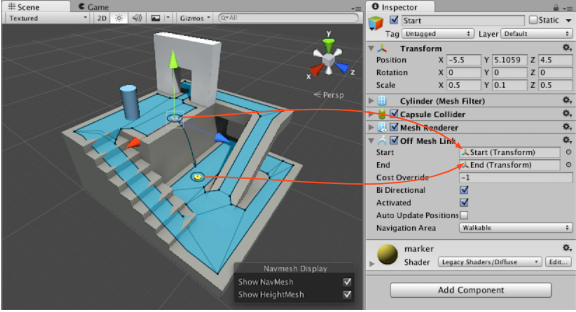 Scene
Game
Textured
2D
Gizmos
All
y
x
z
Persp
Navmesh Display
Show NavMesh
Show HeightMesh
Inspector
Start
Static
Tag Untagged Layer Default
Transform
Position X -5.5 Y 5.1059 Z 4.5
Rotation X 0 Y 0 Z 0
Scale X 0.5 Y 0.1 Z 0.5
Cylinder (Mesh Filter)
Capsule Collider
Mesh Renderer
Off Mesh Link
Start Start (Transform)
End End (Transform)
Cost Override -1
Bi Directional
Activated
Auto Update Positions
Navigation Area Walkable
marker
Shader Legacy Shaders/Diffuse Edit...
Add Component